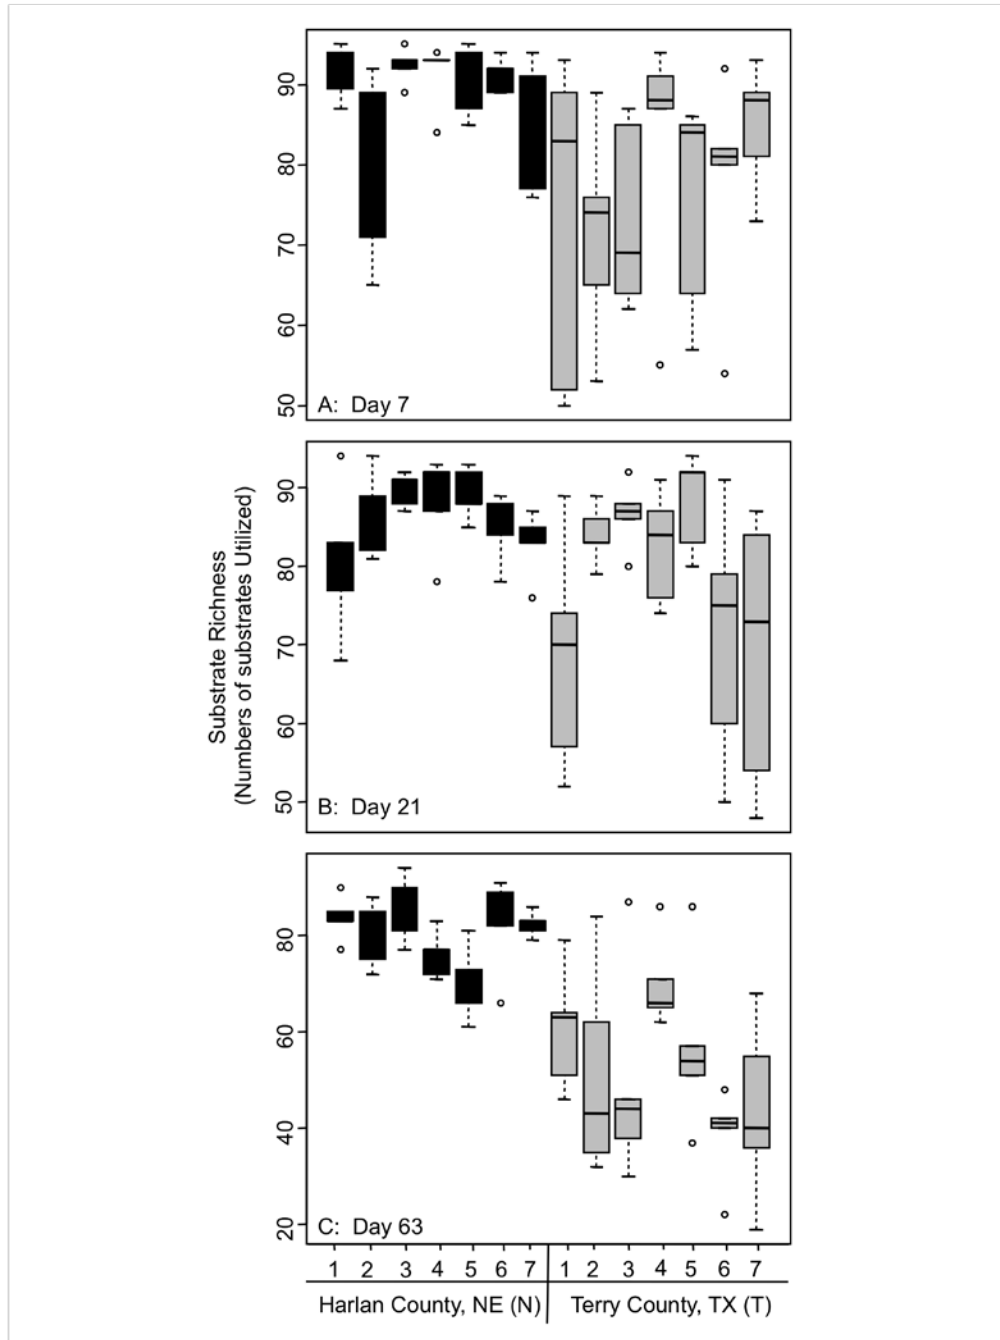 90
80
70
60
50
A: Day 7
90
80
70
60
50
B: Day 21
Substrate Richness
(Numbers of substrates Utilized)
80
60
40
20
C: Day 63
1 2 3 4 5 6 7 1 2 3 4 5 6 7
Harlan County, NE (N) Terry County, TX (T)